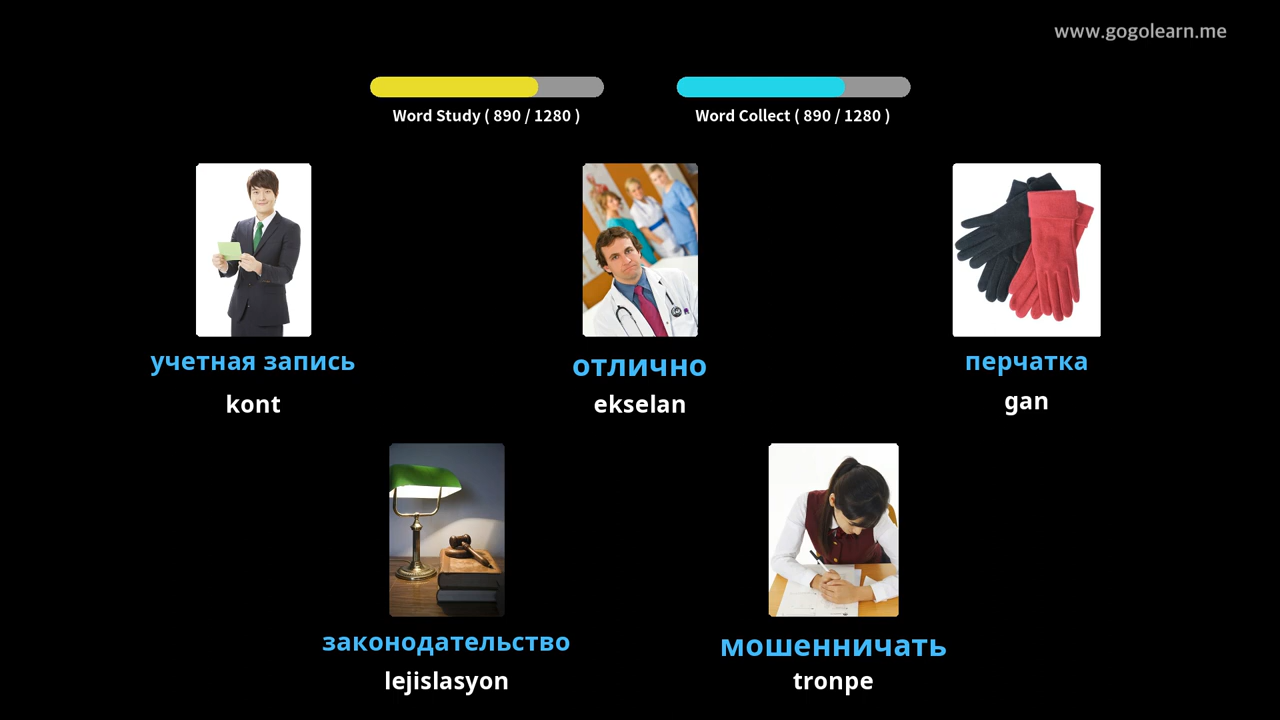 www.gogolearn.me
Word Study ( 890 / 1280 )
Word Collect ( 890 / 1280 )
учетная запись
kont
отлично
ekselan
перчатка
gan
законодательство
lejislasyon
мошенничать
tronpe